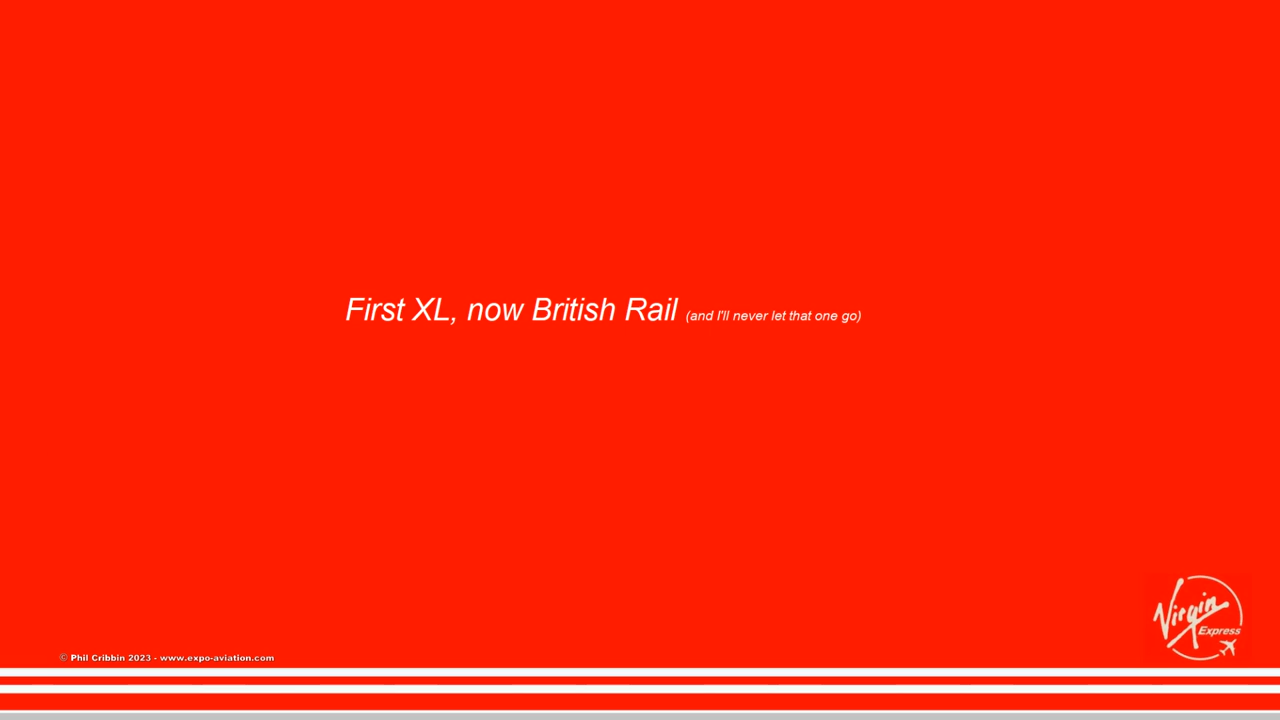 First XL, now British Rail (and I'll never let that one go)
Virgin
Express
© Phil Cribbin 2023 - www.expo-aviation.com